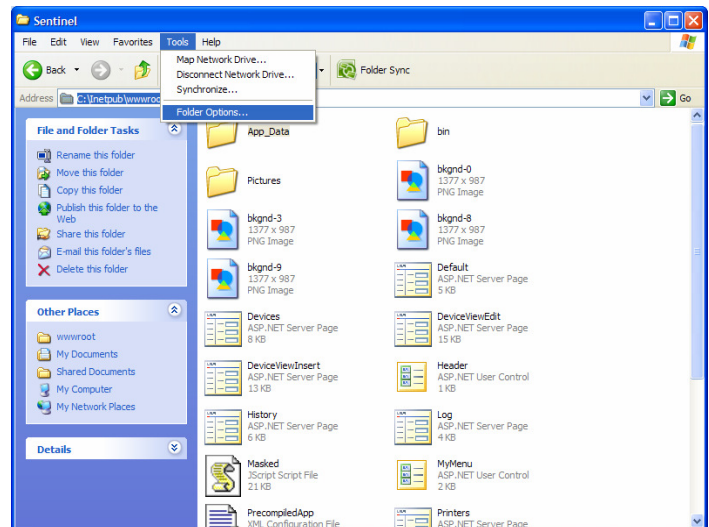 Sentinel
File Edit View Favorites Tools Help
Map Network Drive...
Disconnect Network Drive...
Synchronize...
Folder Options...
Back
Folder Sync
Address C:\Inetpub\wwwroo
Go
File and Folder Tasks
Rename this folder
Move this folder
Copy this folder
Publish this folder to the
Web
Share this folder
E-mail this folder's files
Delete this folder
Other Places
wwwroot
My Documents
Shared Documents
My Computer
My Network Places
Details
App_Data
bin
Pictures
bkgnd-0
1377 x 987
PNG Image
bkgnd-3
1377 x 987
PNG Image
bkgnd-8
1377 x 987
PNG Image
bkgnd-9
1377 x 987
PNG Image
Default
ASP.NET Server Page
5 KB
Devices
ASP.NET Server Page
8 KB
DeviceViewEdit
ASP.NET Server Page
15 KB
DeviceViewInsert
ASP.NET Server Page
13 KB
Header
ASP.NET User Control
1 KB
History
ASP.NET Server Page
6 KB
Log
ASP.NET Server Page
4 KB
Masked
JScript Script File
21 KB
MyMenu
ASP.NET User Control
2 KB
PrecompiledApp
XML Configuration File
Printers
ASP.NET Server Page